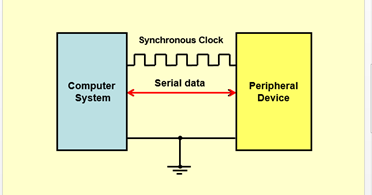 Synchronous Clock
Serial data
Computer
System
Peripheral
Device